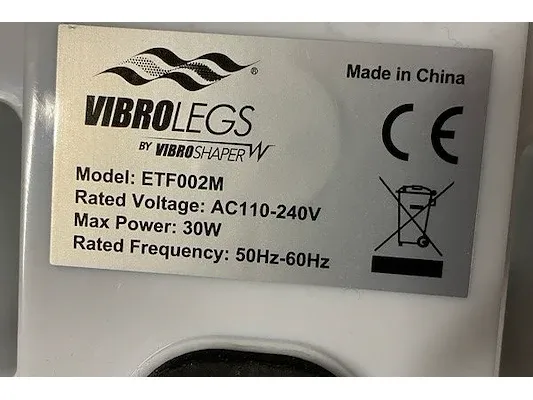 VIBROLEGS
BY VIBROSHAPER
Made in China
CE
Model: ETF002M
Rated Voltage: AC110-240V
Max Power: 30W
Rated Frequency: 50Hz-60Hz